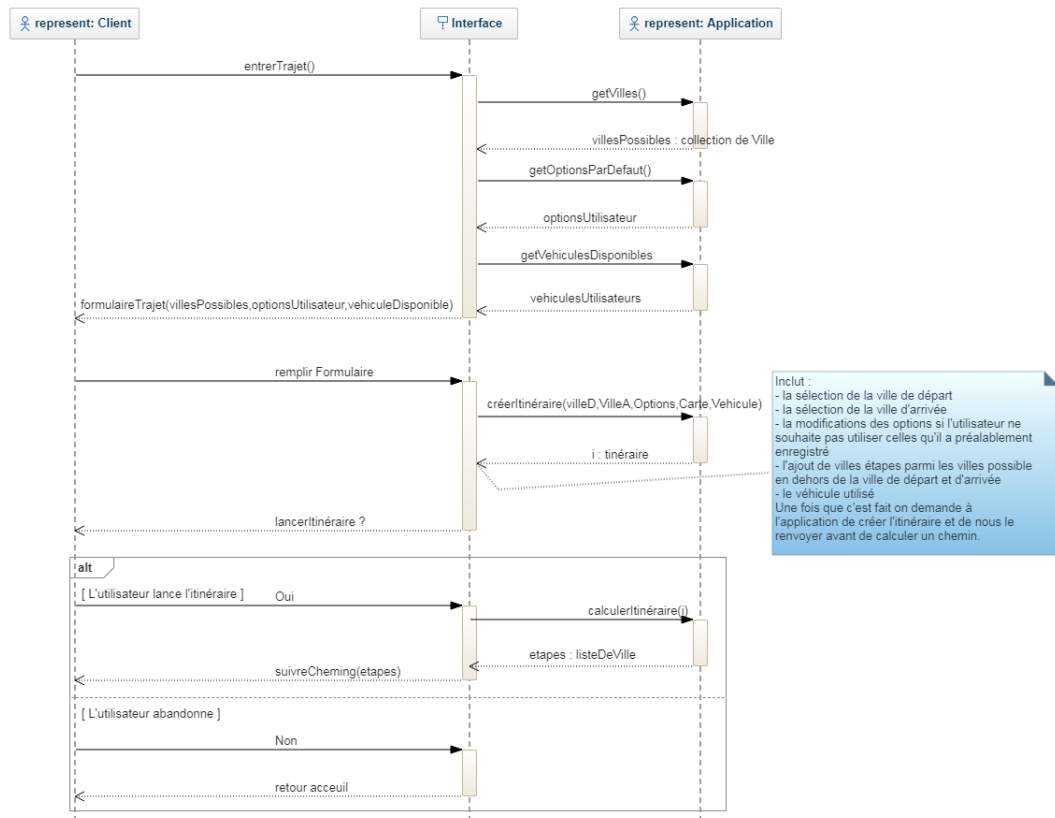 represent: Client
Interface
represent: Application
entrerTrajet()
getVilles()
villesPossibles : collection de Ville
getOptionsParDefaut()
optionsUtilisateur
getVehiculesDisponibles
vehiculesUtilisateurs
formulaireTrajet(villesPossibles,optionsUtilisateur,vehiculeDisponible)
remplir Formulaire
créerItinéraire(villeD,VilleA,Options,Carte,Vehicule)
i : tinéraire
lancerItinéraire ?
Inclut :
- la sélection de la ville de départ
- la sélection de la ville d'arrivée
- la modifications des options si l'utilisateur ne
souhaite pas utiliser celles qu'il a préalablement
enregistré
- l'ajout de villes étapes parmi les villes possible
en dehors de la ville de départ et d'arrivée
- le véhicule utilisé
Une fois que c'est fait on demande à
l'application de créer l'itinéraire et de nous le
renvoyer avant de calculer un chemin.
alt
[ L'utilisateur lance l'itinéraire ]
Oui
calculerItinéraire(i)
etapes : listeDeVille
suivreCheming(etapes)
[ L'utilisateur abandonne ]
Non
retour acceuil